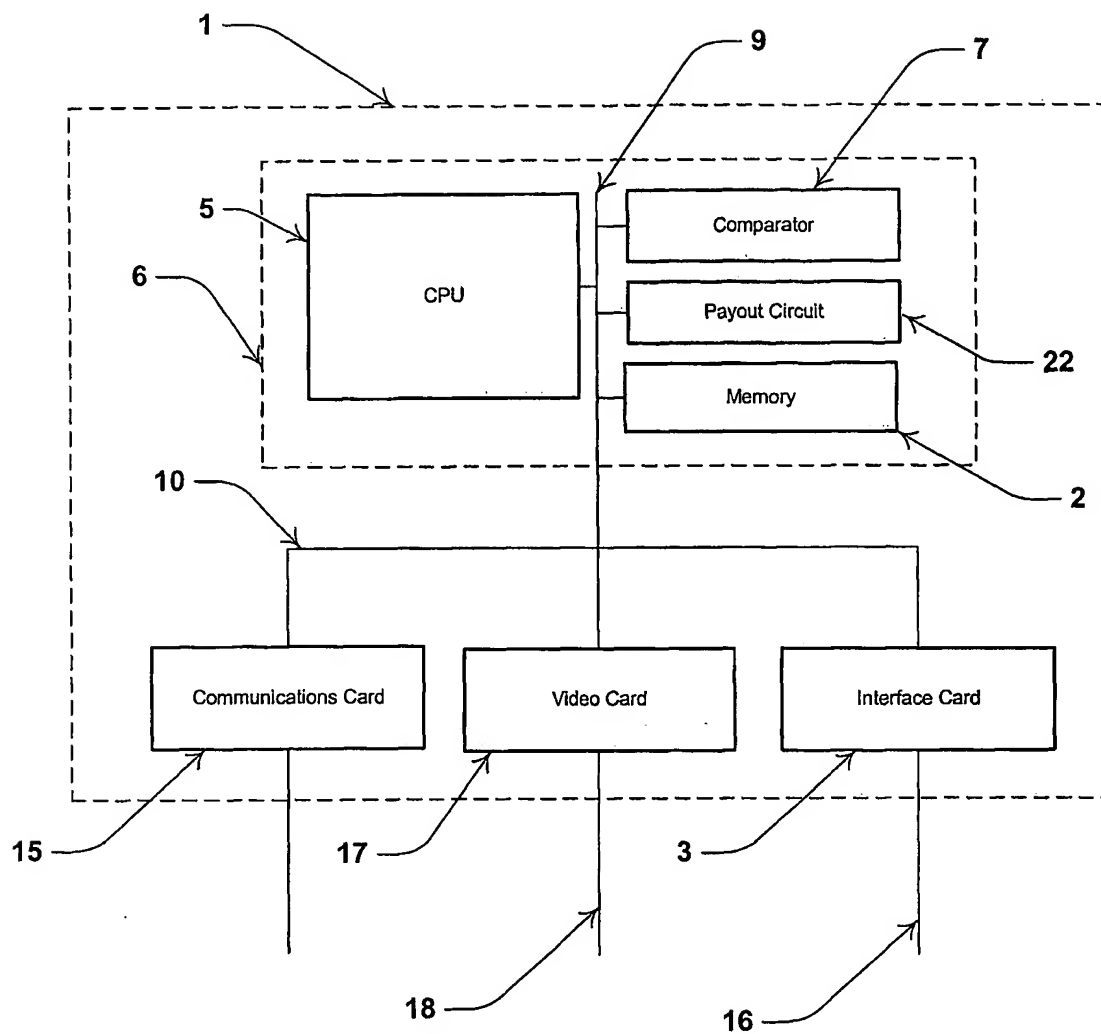 1
9
7
5
CPU
Comparator
6
Payout Circuit
22
Memory
10
2
Communications Card
Video Card
Interface Card
15
17
3
18
16